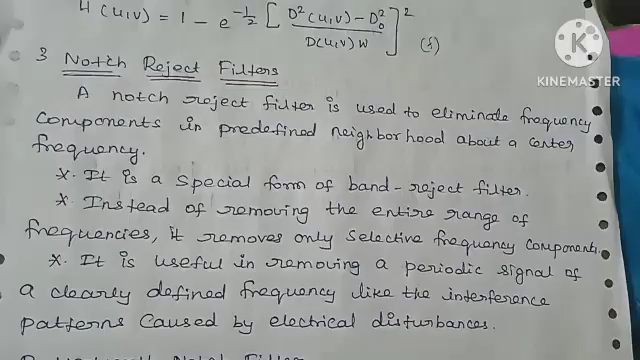 H(u,v) = 1 - e^{-1/2 [ \frac{D²(u,v) - D₀²}{D(u,v) W} ]²}
(f)
KINEMASTER
3 Notch Reject Filters
A notch reject filter is used to eliminate frequency
components in predefined neighborhood about a center
frequency.
*. It is a special form of band-reject filter.
*. Instead of removing the entire range of
frequencies, it removes only selective frequency components.
*. It is useful in removing a periodic signal of
a clearly defined frequency like the interference
patterns caused by electrical disturbances.